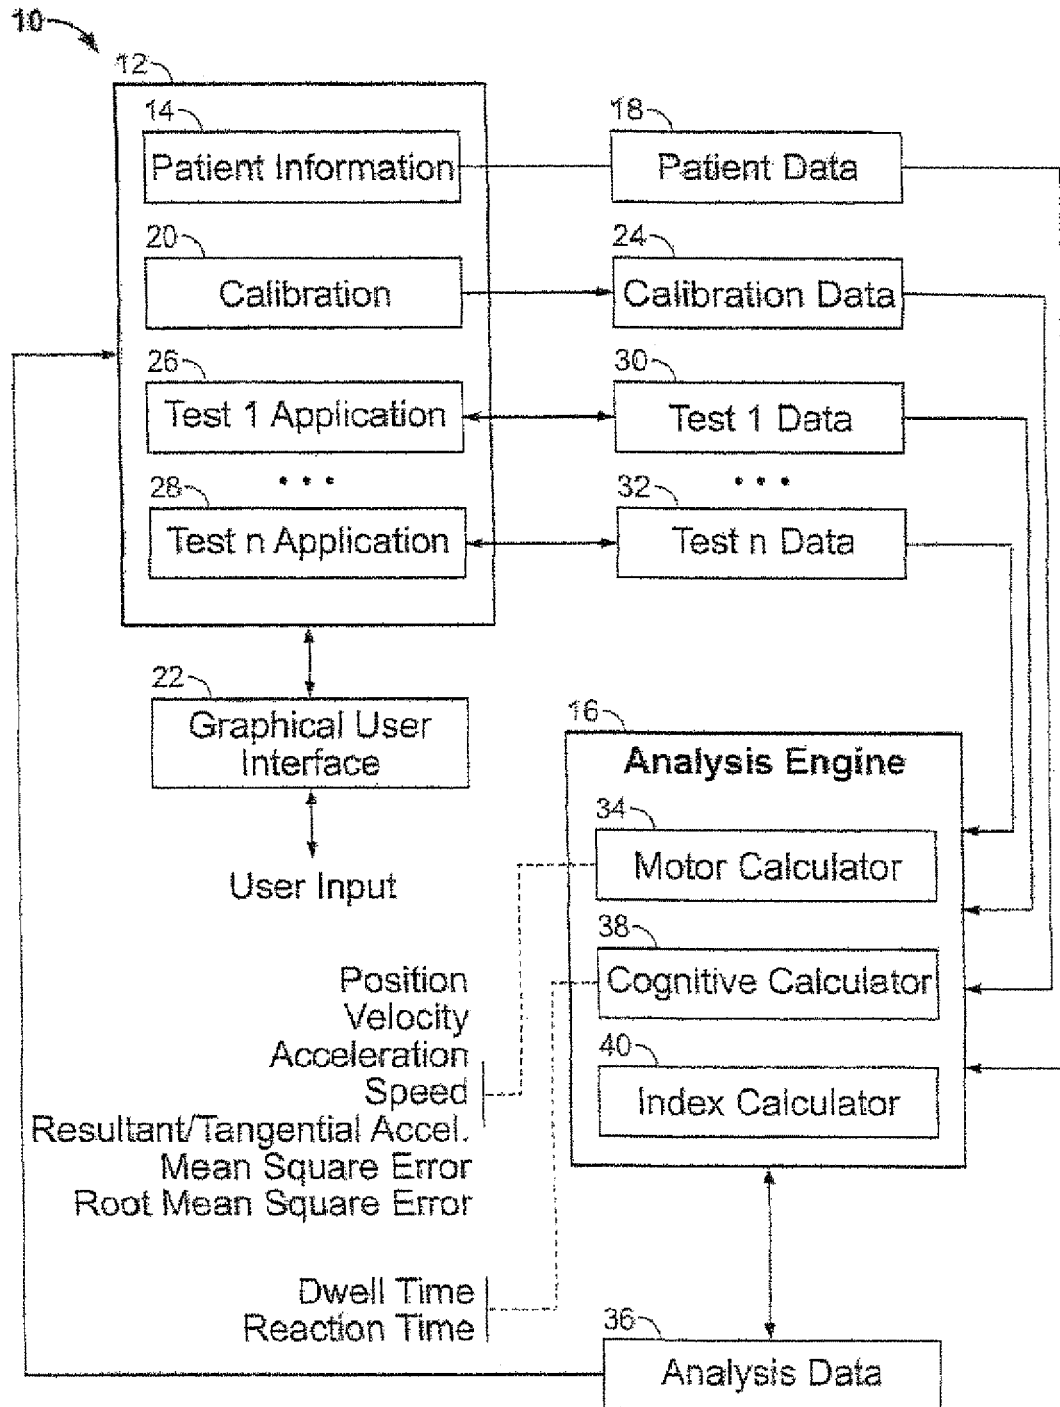 10
12
14
Patient Information
18
Patient Data
20
Calibration
24
Calibration Data
26
Test 1 Application
30
Test 1 Data
• • •
• • •
28
Test n Application
32
Test n Data
22
Graphical User
Interface
User Input
16
Analysis Engine
34
Motor Calculator
38
Cognitive Calculator
40
Index Calculator
Position
Velocity
Acceleration
Speed
Resultant/Tangential Accel.
Mean Square Error
Root Mean Square Error
Dwell Time
Reaction Time
36
Analysis Data